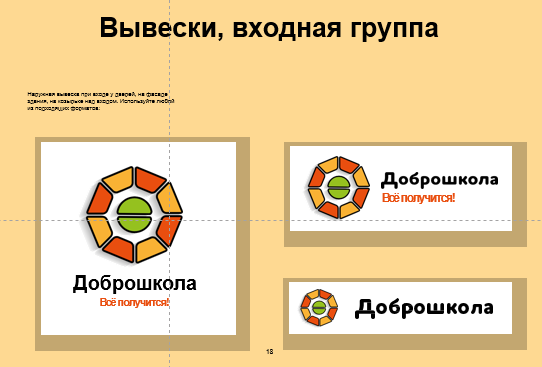 Вывески, входная группа
Наружная вывеска при входе у дверей, на фасаде
здания, на козырьке над входом. Используйте любой
из подходящих форматов:
Доброшкола
Всё получится!
Доброшкола
Всё получится!
Доброшкола
18